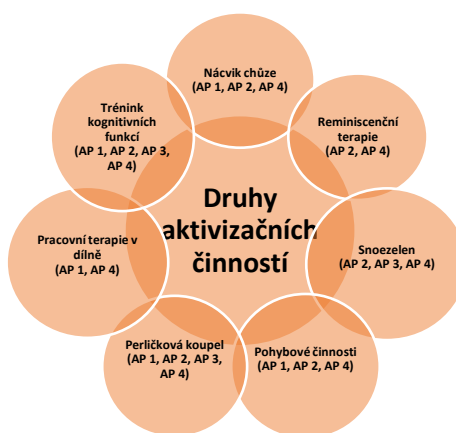 Nácvik chůze
(AP 1, AP 2, AP 4)
Reminiscenční
terapie
(AP 2, AP 4)
Snoezelen
(AP 2, AP 3, AP 4)
Pohybové činnosti
(AP 1, AP 2, AP 4)
Perličková koupel
(AP 1, AP 2, AP 3,
AP 4)
Pracovní terapie v
dílně
(AP 1, AP 4)
Trénink
kognitivních
funkcí
(AP 1, AP 2, AP 3,
AP 4)
Druhy
aktivizačních
činností